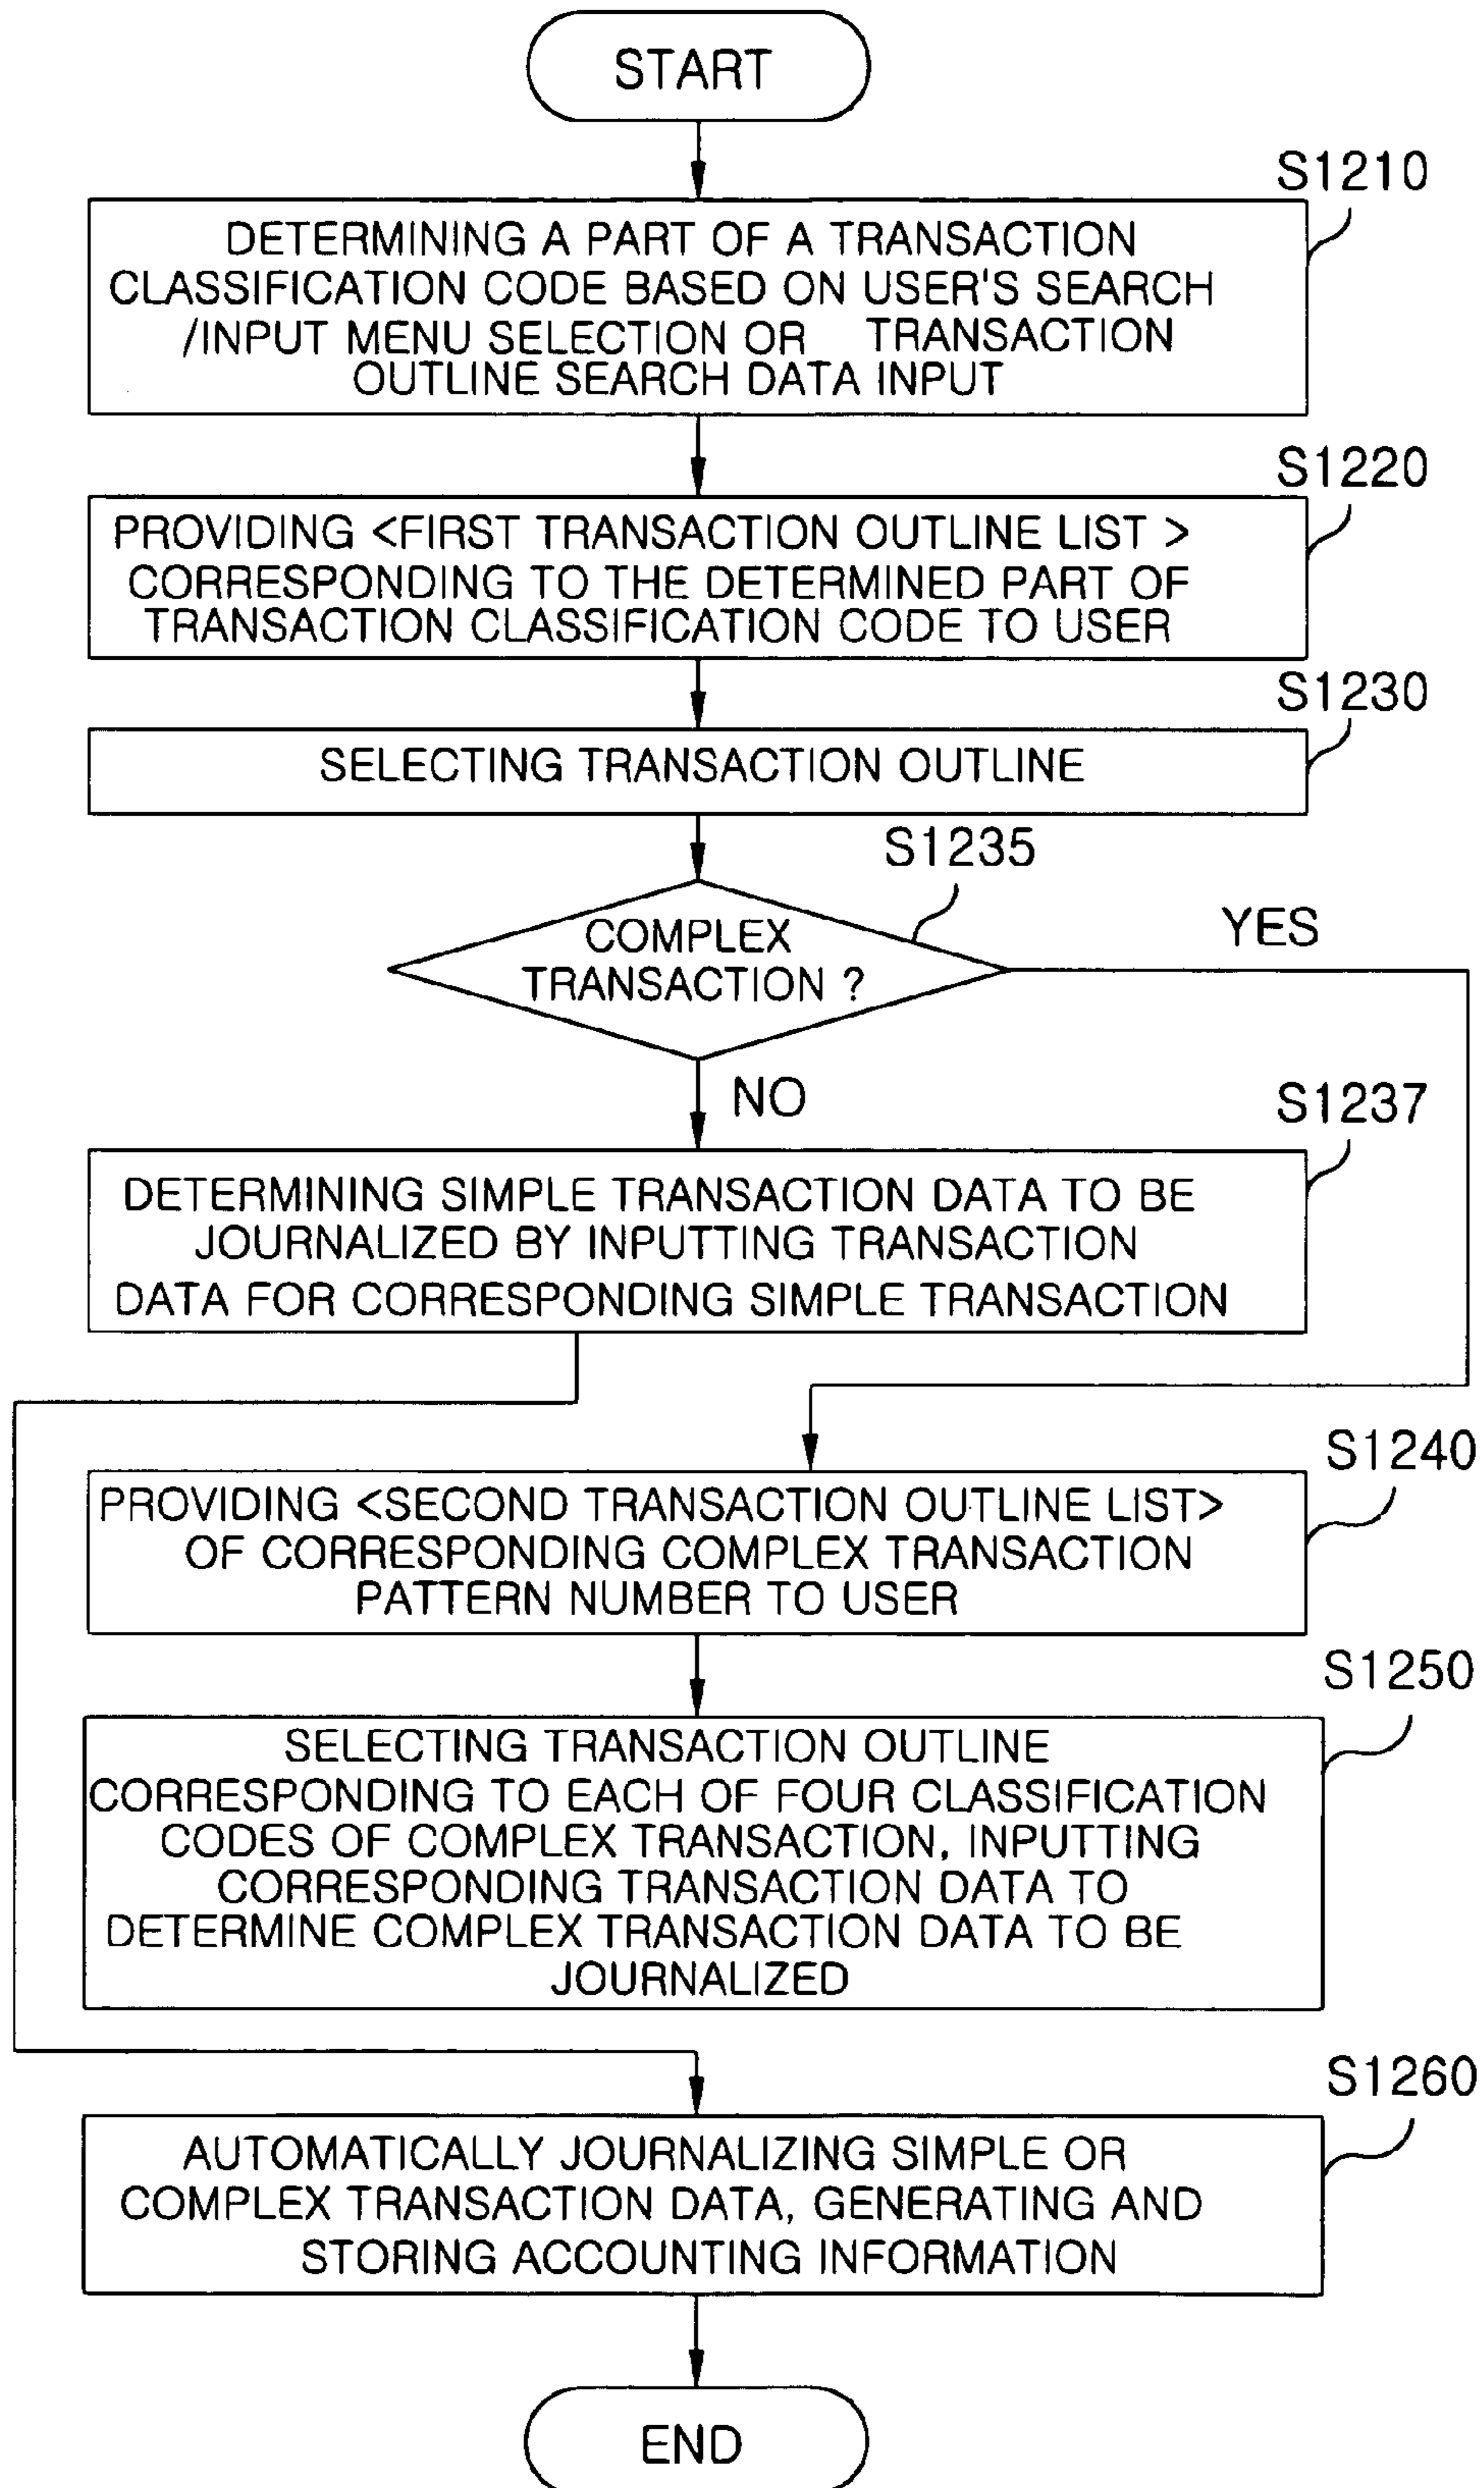 START
S1210
DETERMINING A PART OF A TRANSACTION
CLASSIFICATION CODE BASED ON USER'S SEARCH
/INPUT MENU SELECTION OR TRANSACTION
OUTLINE SEARCH DATA INPUT
S1220
PROVIDING <FIRST TRANSACTION OUTLINE LIST >
CORRESPONDING TO THE DETERMINED PART OF
TRANSACTION CLASSIFICATION CODE TO USER
S1230
SELECTING TRANSACTION OUTLINE
S1235
COMPLEX
TRANSACTION ?
YES
NO
S1237
DETERMINING SIMPLE TRANSACTION DATA TO BE
JOURNALIZED BY INPUTTING TRANSACTION
DATA FOR CORRESPONDING SIMPLE TRANSACTION
S1240
PROVIDING <SECOND TRANSACTION OUTLINE LIST>
OF CORRESPONDING COMPLEX TRANSACTION
PATTERN NUMBER TO USER
S1250
SELECTING TRANSACTION OUTLINE
CORRESPONDING TO EACH OF FOUR CLASSIFICATION
CODES OF COMPLEX TRANSACTION, INPUTTING
CORRESPONDING TRANSACTION DATA TO
DETERMINE COMPLEX TRANSACTION DATA TO BE
JOURNALIZED
S1260
AUTOMATICALLY JOURNALIZING SIMPLE OR
COMPLEX TRANSACTION DATA, GENERATING AND
STORING ACCOUNTING INFORMATION
END